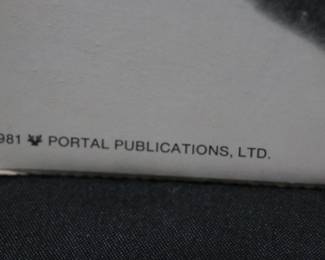 981 PORTAL PUBLICATIONS, LTD.